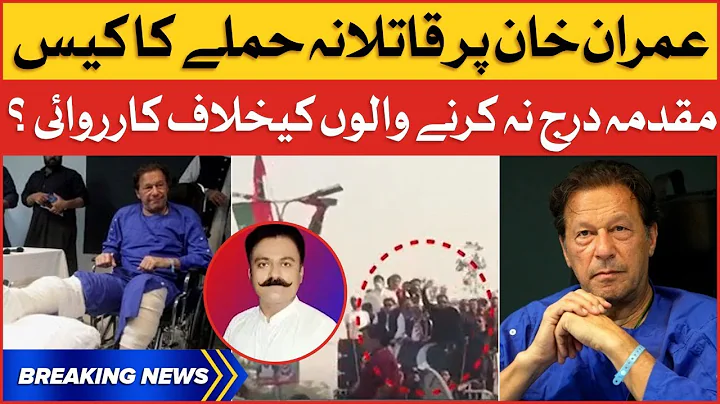 عمران خان پر قاتلانہ حملے کا کیس
مقدمہ درج نہ کرنے والوں کیخلاف کارروائی ؟
BREAKING NEWS